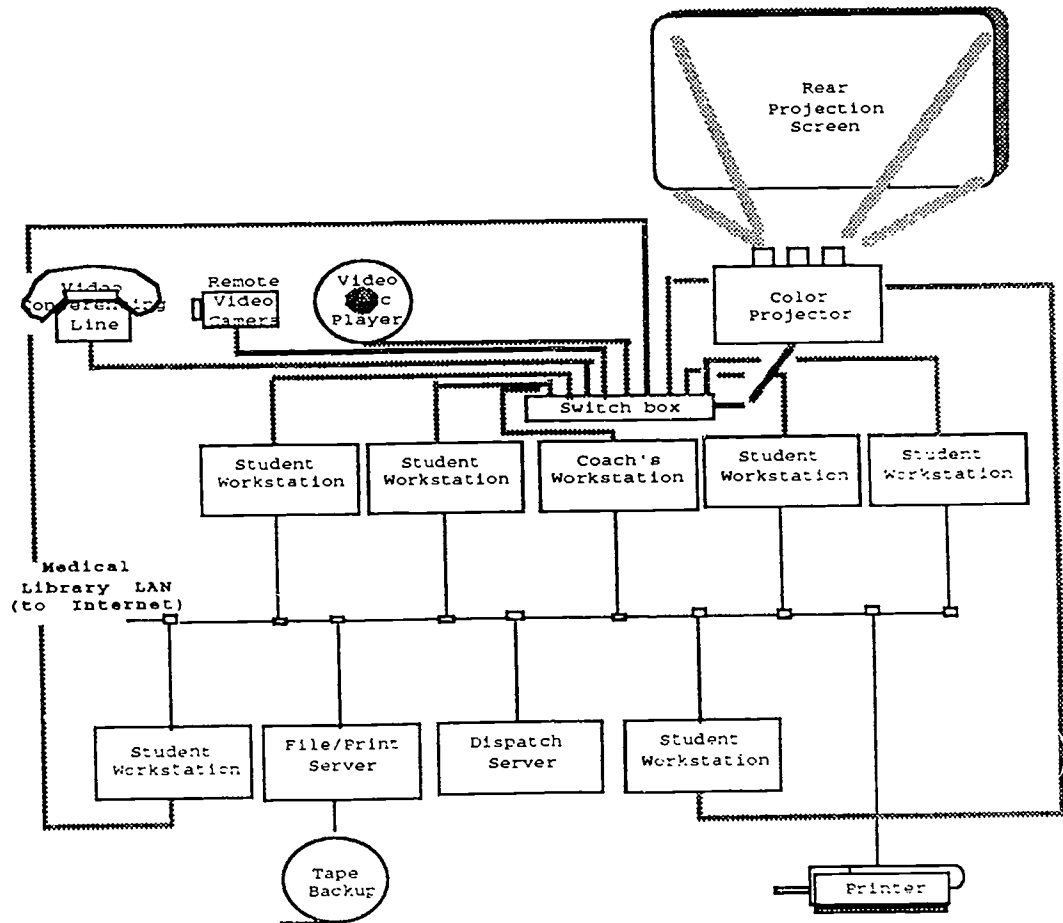 Rear
Projection
Screen
Video
Conferencing
Line
Remote
Video
Camera
Video
Player
Color
Projector
Switch box
Student
Workstation
Student
Workstation
Coach's
Workstation
Student
Workstation
Student
Workstation
Medical
Library LAN
(to Internet)
Student
Workstation
File/Print
Server
Dispatch
Server
Student
Workstation
Tape
Backup
Printer